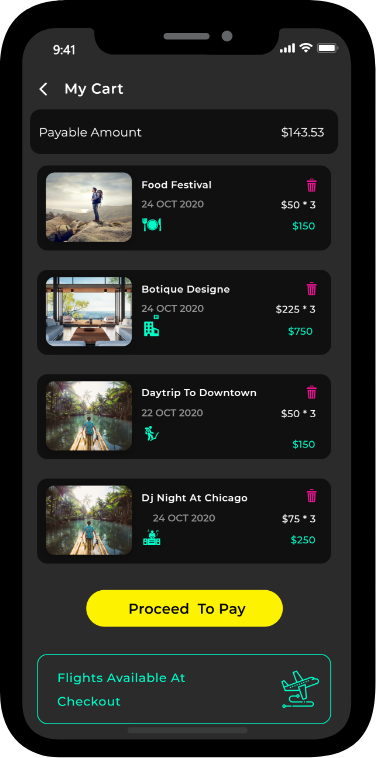 9:41
My Cart
Payable Amount $143.53
Food Festival
24 OCT 2020 $50 * 3
$150
Botique Designe
24 OCT 2020 $225 * 3
$750
Daytrip To Downtown
22 OCT 2020 $50 * 3
$150
Dj Night At Chicago
24 OCT 2020 $75 * 3
$250
Proceed To Pay
Flights Available At
Checkout